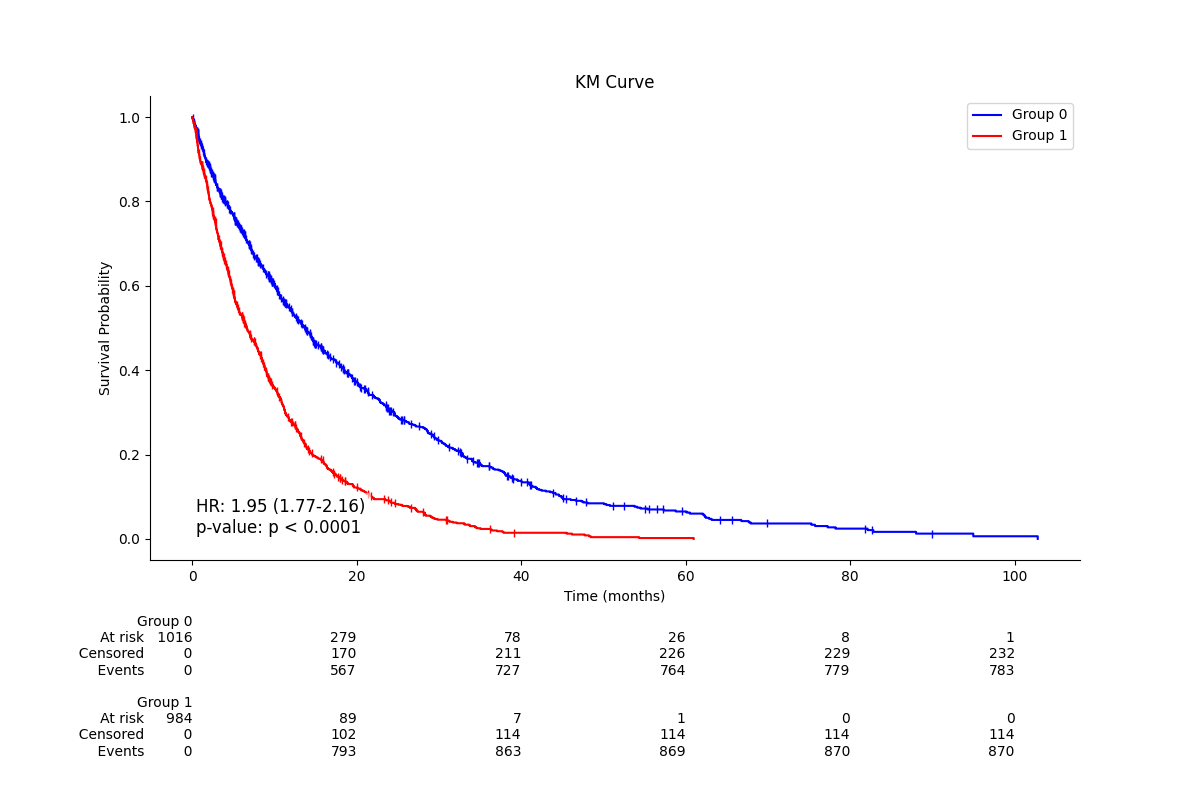 KM Curve
Group 0
Group 1
1.0
0.8
0.6
0.4
0.2
0.0
Survival Probability
HR: 1.95 (1.77-2.16)
p-value: p < 0.0001
0 20 40 60 80 100
Time (months)
Group 0
At risk 1016 279 78 26 8 1
Censored 0 170 211 226 229 232
Events 0 567 727 764 779 783
Group 1
At risk 984 89 7 1 0 0
Censored 0 102 114 114 114 114
Events 0 793 863 869 870 870